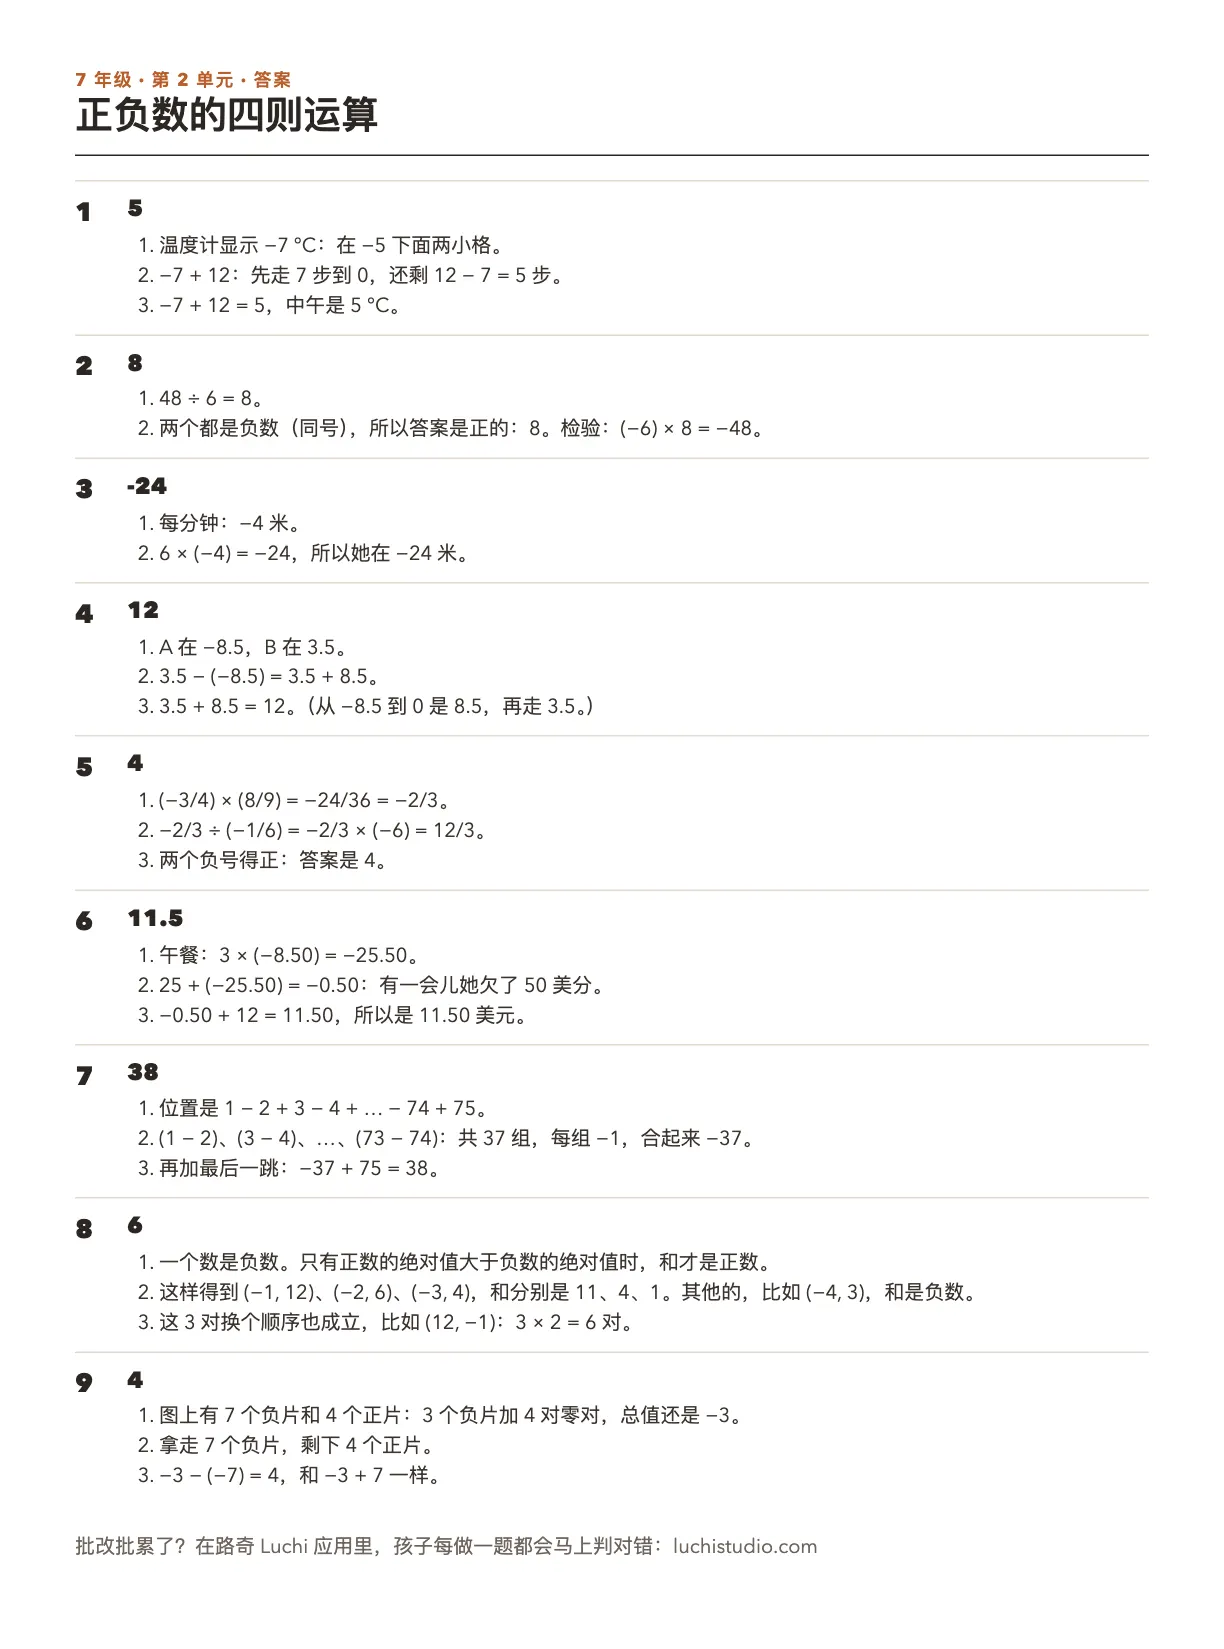 7 年级 · 第 2 单元 · 答案
正负数的四则运算
1 5
1. 温度计显示 −7 °C：在 −5 下面两小格。
2. −7 + 12：先走 7 步到 0，还剩 12 − 7 = 5 步。
3. −7 + 12 = 5，中午是 5 °C。
2 8
1. 48 ÷ 6 = 8。
2. 两个都是负数（同号），所以答案是正的：8。检验：(−6) × 8 = −48。
3 -24
1. 每分钟：−4 米。
2. 6 × (−4) = −24，所以她在 −24 米。
4 12
1. A 在 −8.5，B 在 3.5。
2. 3.5 − (−8.5) = 3.5 + 8.5。
3. 3.5 + 8.5 = 12。（从 −8.5 到 0 是 8.5，再走 3.5。）
5 4
1. (−3/4) × (8/9) = −24/36 = −2/3。
2. −2/3 ÷ (−1/6) = −2/3 × (−6) = 12/3。
3. 两个负号得正：答案是 4。
6 11.5
1. 午餐：3 × (−8.50) = −25.50。
2. 25 + (−25.50) = −0.50：有一会儿她欠了 50 美分。
3. −0.50 + 12 = 11.50，所以是 11.50 美元。
7 38
1. 位置是 1 − 2 + 3 − 4 + … − 74 + 75。
2. (1 − 2)、(3 − 4)、…、(73 − 74)：共 37 组，每组 −1，合起来 −37。
3. 再加最后一跳：−37 + 75 = 38。
8 6
1. 一个数是负数。只有正数的绝对值大于负数的绝对值时，和才是正数。
2. 这样得到 (−1, 12)、(−2, 6)、(−3, 4)，和分别是 11、4、1。其他的，比如 (−4, 3)，和是负数。
3. 这 3 对换个顺序也成立，比如 (12, −1)：3 × 2 = 6 对。
9 4
1. 图上有 7 个负片和 4 个正片：3 个负片加 4 对零对，总值还是 −3。
2. 拿走 7 个负片，剩下 4 个正片。
3. −3 − (−7) = 4，和 −3 + 7 一样。
批改批累了？在路奇 Luchi 应用里，孩子每做一题都会马上判对错：luchistudio.com